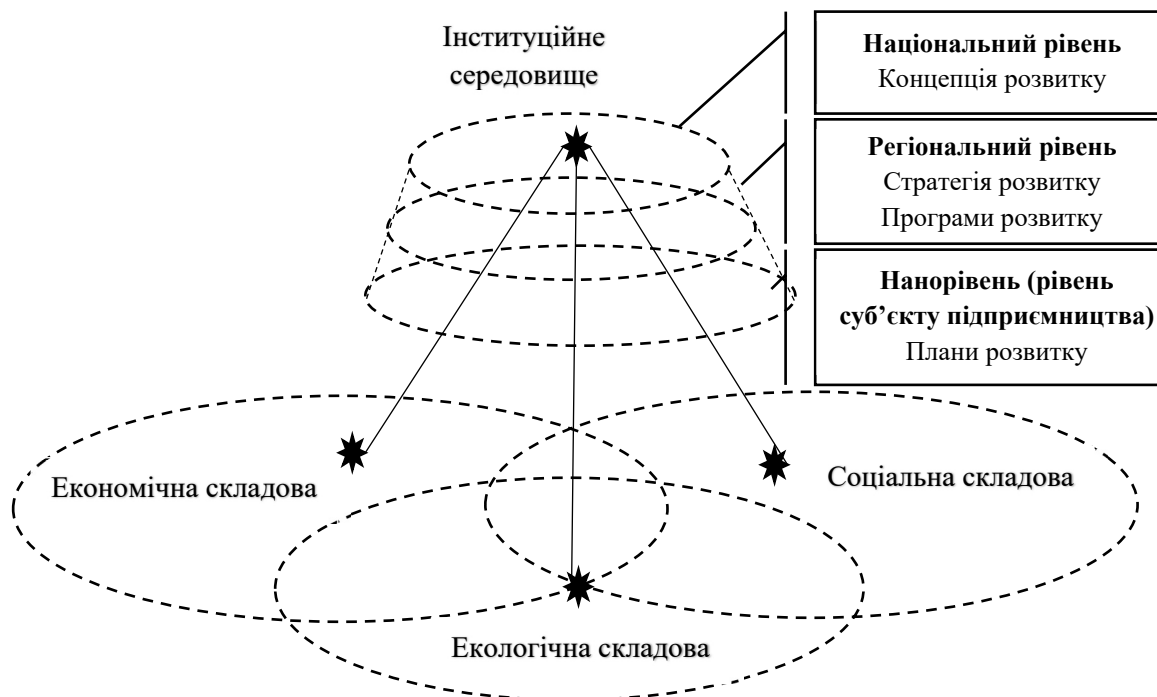 Інституційне
середовище
Національний рівень
Концепція розвитку
Регіональний рівень
Стратегія розвитку
Програми розвитку
Нанорівень (рівень
суб’єкту підприємництва)
Плани розвитку
Економічна складова
Соціальна складова
Екологічна складова